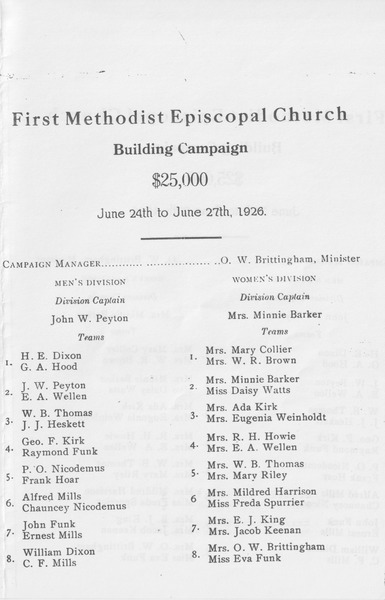 First Methodist Episcopal Church
Building Campaign
$25,000
June 24th to June 27th, 1926.
CAMPAIGN MANAGER..............................O. W. Brittingham, Minister
MEN'S DIVISION
Division Captain
John W. Peyton
Teams
1. H. E. Dixon
G. A. Hood
2. J. W. Peyton
E. A. Wellen
3. W. B. Thomas
J. J. Heskett
4. Geo. F. Kirk
Raymond Funk
5. P. O. Nicodemus
Frank Hoar
6. Alfred Mills
Chauncey Nicodemus
7. John Funk
Ernest Mills
8. William Dixon
C. F. Mills
WOMEN'S DIVISION
Division Captain
Mrs. Minnie Barker
Teams
1. Mrs. Mary Collier
Mrs. W. R. Brown
2. Mrs. Minnie Barker
Miss Daisy Watts
3. Mrs. Ada Kirk
Mrs. Eugenia Weinholdt
4. Mrs. R. H. Howie
Mrs. E. A. Wellen
5. Mrs. W. B. Thomas
Mrs. Mary Riley
6. Mrs. Mildred Harrison
Miss Freda Spurrier
7. Mrs. E. J. King
Mrs. Jacob Keenan
8. Mrs. O. W. Brittingham
Miss Eva Funk